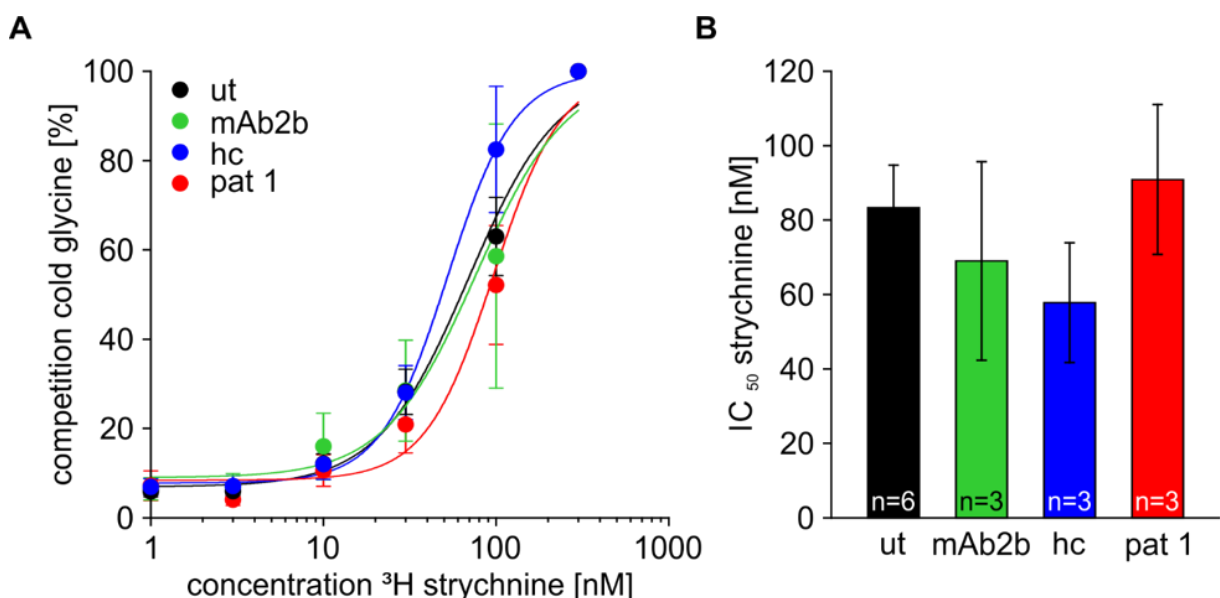 A
competition cold glycine [%]
100
80
60
40
20
0
ut
mAb2b
hc
pat 1
1
10
100
1000
concentration ³H strychnine [nM]
B
IC 50 strychnine [nM]
120
100
80
60
40
20
0
n=6
n=3
n=3
n=3
ut
mAb2b
hc
pat 1